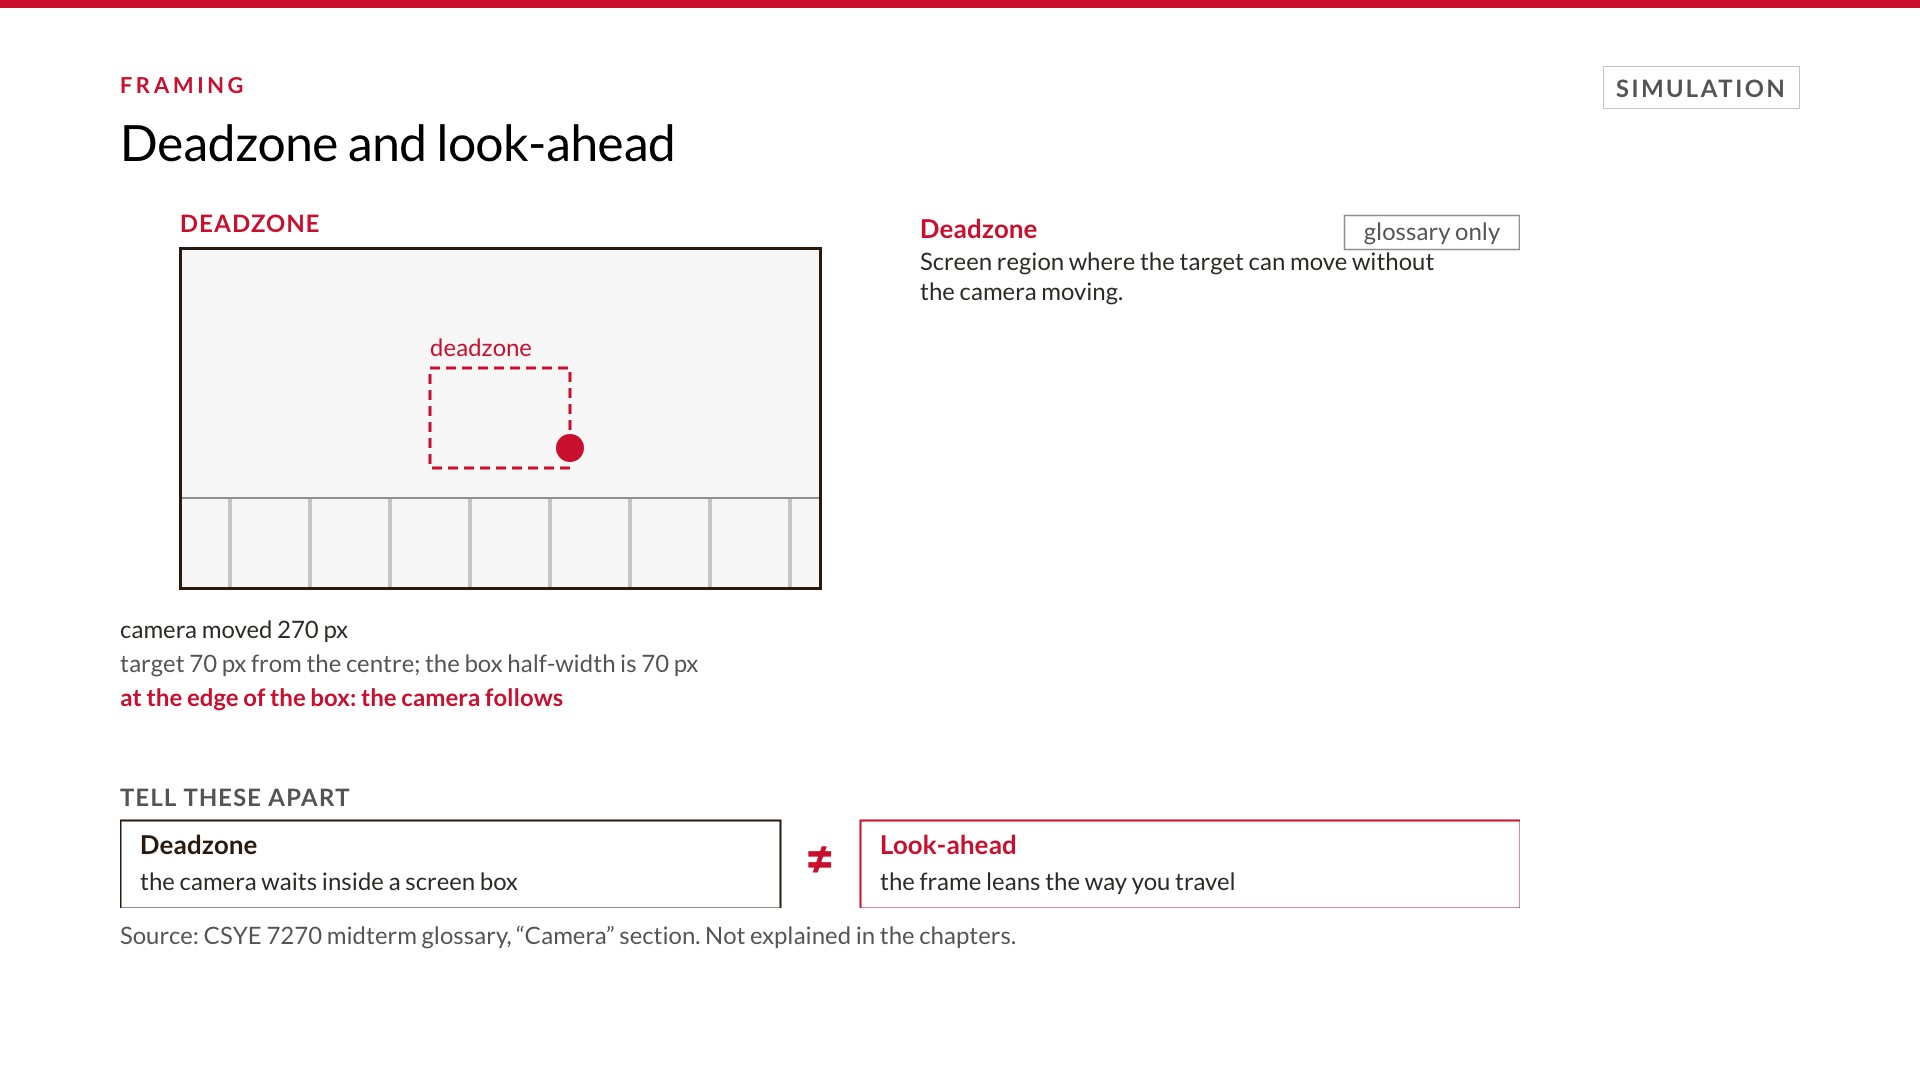 FRAMING
SIMULATION
Deadzone and look-ahead
DEADZONE
deadzone
Deadzone
glossary only
Screen region where the target can move without
the camera moving.
camera moved 270 px
target 70 px from the centre; the box half-width is 70 px
at the edge of the box: the camera follows
TELL THESE APART
Deadzone
the camera waits inside a screen box
≠
Look-ahead
the frame leans the way you travel
Source: CSYE 7270 midterm glossary, “Camera” section. Not explained in the chapters.